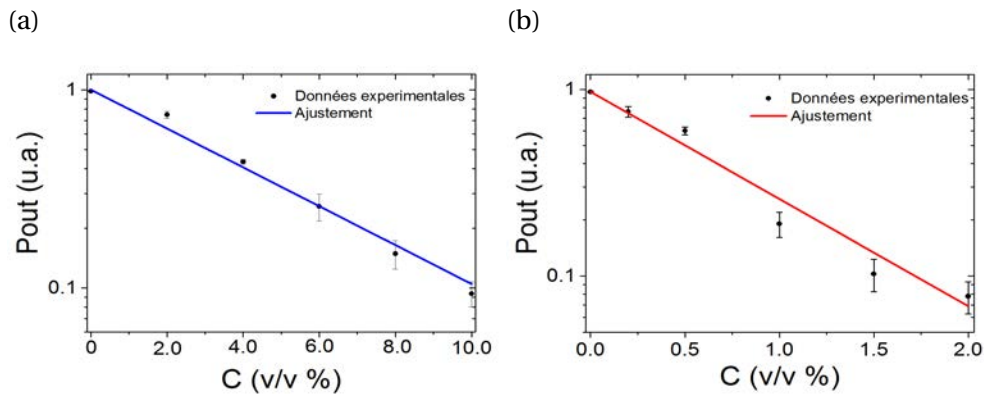 (a)
(b)
1
0.1
Pout (u.a.)
Données experimentales
Ajustement
0 2.0 4.0 6.0 8.0 10.0
C (v/v %)
1
0.1
Pout (u.a.)
Données experimentales
Ajustement
0.0 0.5 1.0 1.5 2.0
C (v/v %)